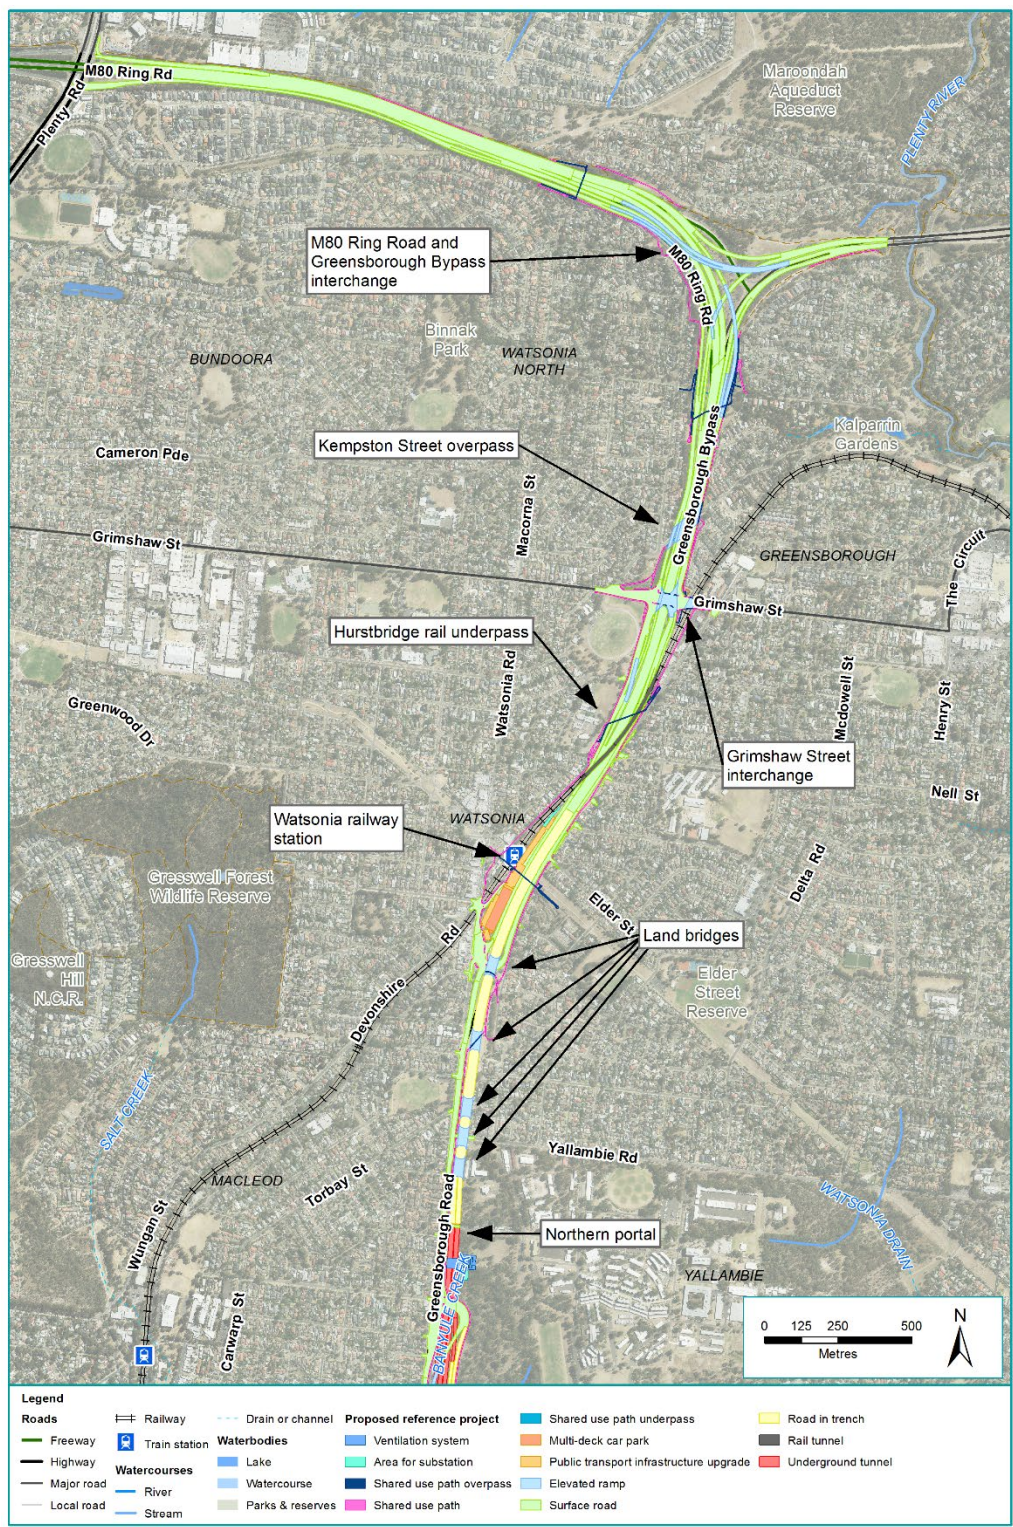 M80 Ring Rd
Plenty Rd
Maroondah
Aqueduct
Reserve
PLENTY RIVER
M80 Ring Road and
Greensborough Bypass
interchange
M80 Ring Rd
Binnak
Park
BUNDOORA
WATSONIA
NORTH
Kalparrin
Gardens
Kempston Street overpass
Greensborough Bypass
Cameron Pde
Macorna St
Grimshaw St
GREENSBOROUGH
The Circuit
Grimshaw St
Hurstbridge rail underpass
Watsonia Rd
Mcdowell St
Henry St
Greenwood Dr
Grimshaw Street
interchange
Nell St
Watsonia railway
station
WATSONIA
Delta Rd
Gresswell Forest
Wildlife Reserve
Elder St
Land bridges
Rd
Gresswell
Hill
N.C.R.
Elder
Street
Reserve
Devonshire
SALT CREEK
Yallambie Rd
MACLEOD
Torbay St
Greensborough Road
WATSONIA DRAIN
Wungan St
Northern portal
YALLAMBIE
BANYULE CREEK
Carwarp St
N
0 125 250 500
Metres
Legend
Roads
Freeway
Highway
Major road
Local road
Railway
Train station
Watercourses
River
Stream
Drain or channel
Waterbodies
Lake
Watercourse
Parks & reserves
Proposed reference project
Ventilation system
Area for substation
Shared use path overpass
Shared use path
Shared use path underpass
Multi-deck car park
Public transport infrastructure upgrade
Elevated ramp
Surface road
Road in trench
Rail tunnel
Underground tunnel